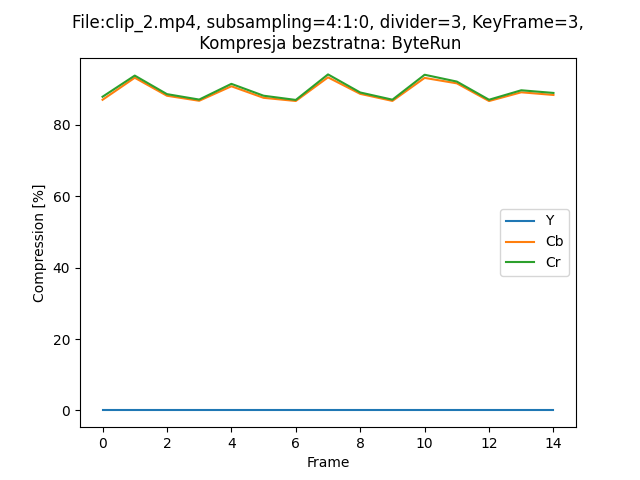 File:clip_2.mp4, subsampling=4:1:0, divider=3, KeyFrame=3,
Kompresja bezstratna: ByteRun
Compression [%]
80
60
40
20
0
Y
Cb
Cr
0 2 4 6 8 10 12 14
Frame